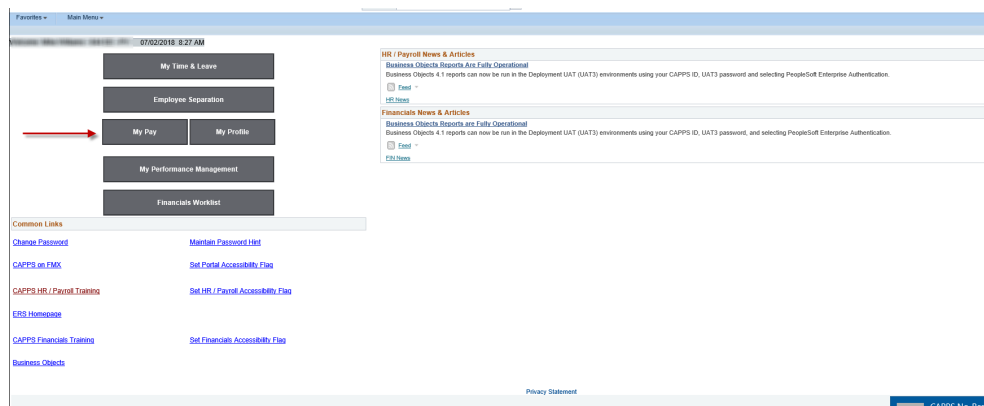 Favorites Main Menu
07/02/2018 8:27 AM
My Time & Leave
Employee Separation
My Pay My Profile
My Performance Management
Financials Worklist
Common Links
Change Password Maintain Password Hint
CAPPS on FMX Set Portal Accessibility Flag
CAPPS HR / Payroll Training Set HR / Payroll Accessibility Flag
ERS Homepage
CAPPS Financials Training Set Financials Accessibility Flag
Business Objects
HR / Payroll News & Articles
Business Objects Reports Are Fully Operational
Business Objects 4.1 reports can now be run in the Deployment UAT (UAT3) environments using your CAPPS ID, UAT3 password and selecting PeopleSoft Enterprise Authentication.
Feed
HR News
Financials News & Articles
Business Objects Reports are Fully Operational
Business Objects 4.1 reports can now be run in the Deployment UAT (UAT3) environments using your CAPPS ID, UAT3 password, and selecting PeopleSoft Enterprise Authentication.
Feed
FIN News
Privacy Statement